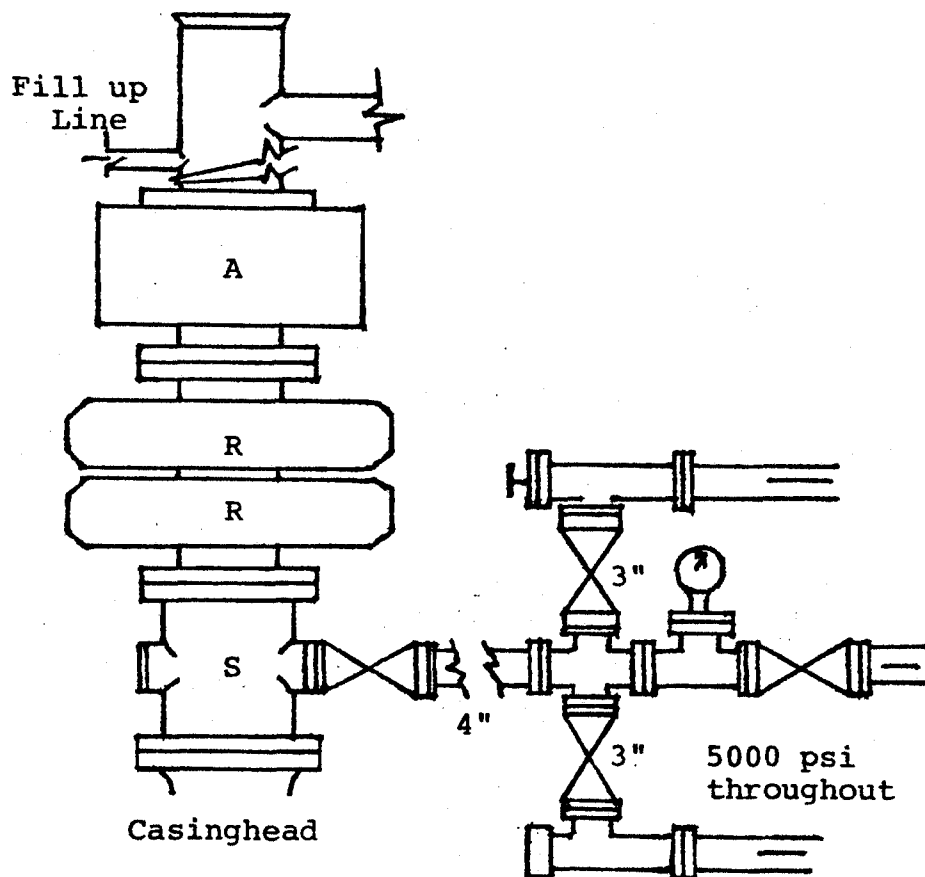 Fill up
Line
A
R
R
S
3"
4"
3"
5000 psi
throughout
Casinghead